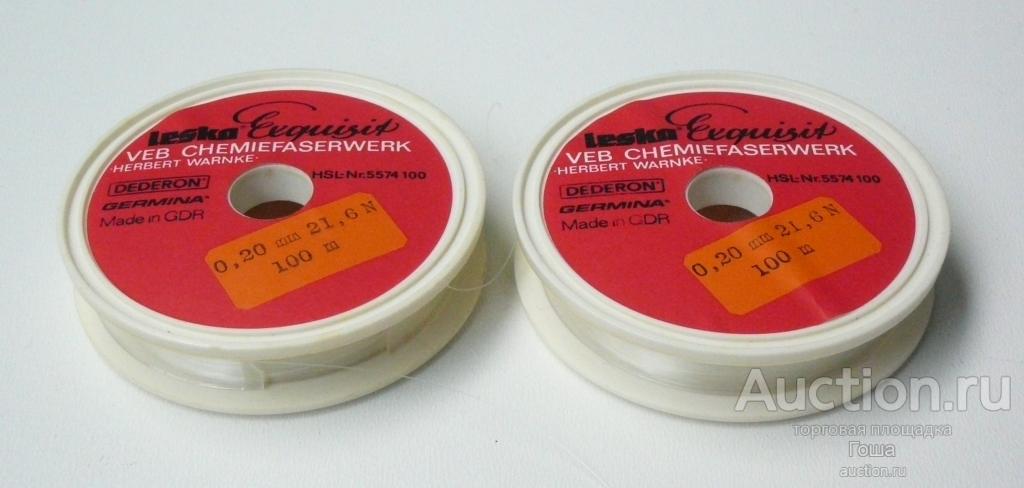 Leska Exquisit
VEB CHEMIEFASERWERK
·HERBERT WARNKE·
DEDERON
HSL-Nr.5574 100
GERMINA
Made in GDR
0,20 mm 21,6 N
100 m
Leska Exquisit
VEB CHEMIEFASERWERK
·HERBERT WARNKE·
DEDERON
HSL-Nr.5574 100
GERMINA
Made in GDR
0,20 mm 21,6 N
100 m
Auction.ru
торговая площадка
Гоша
auction.ru